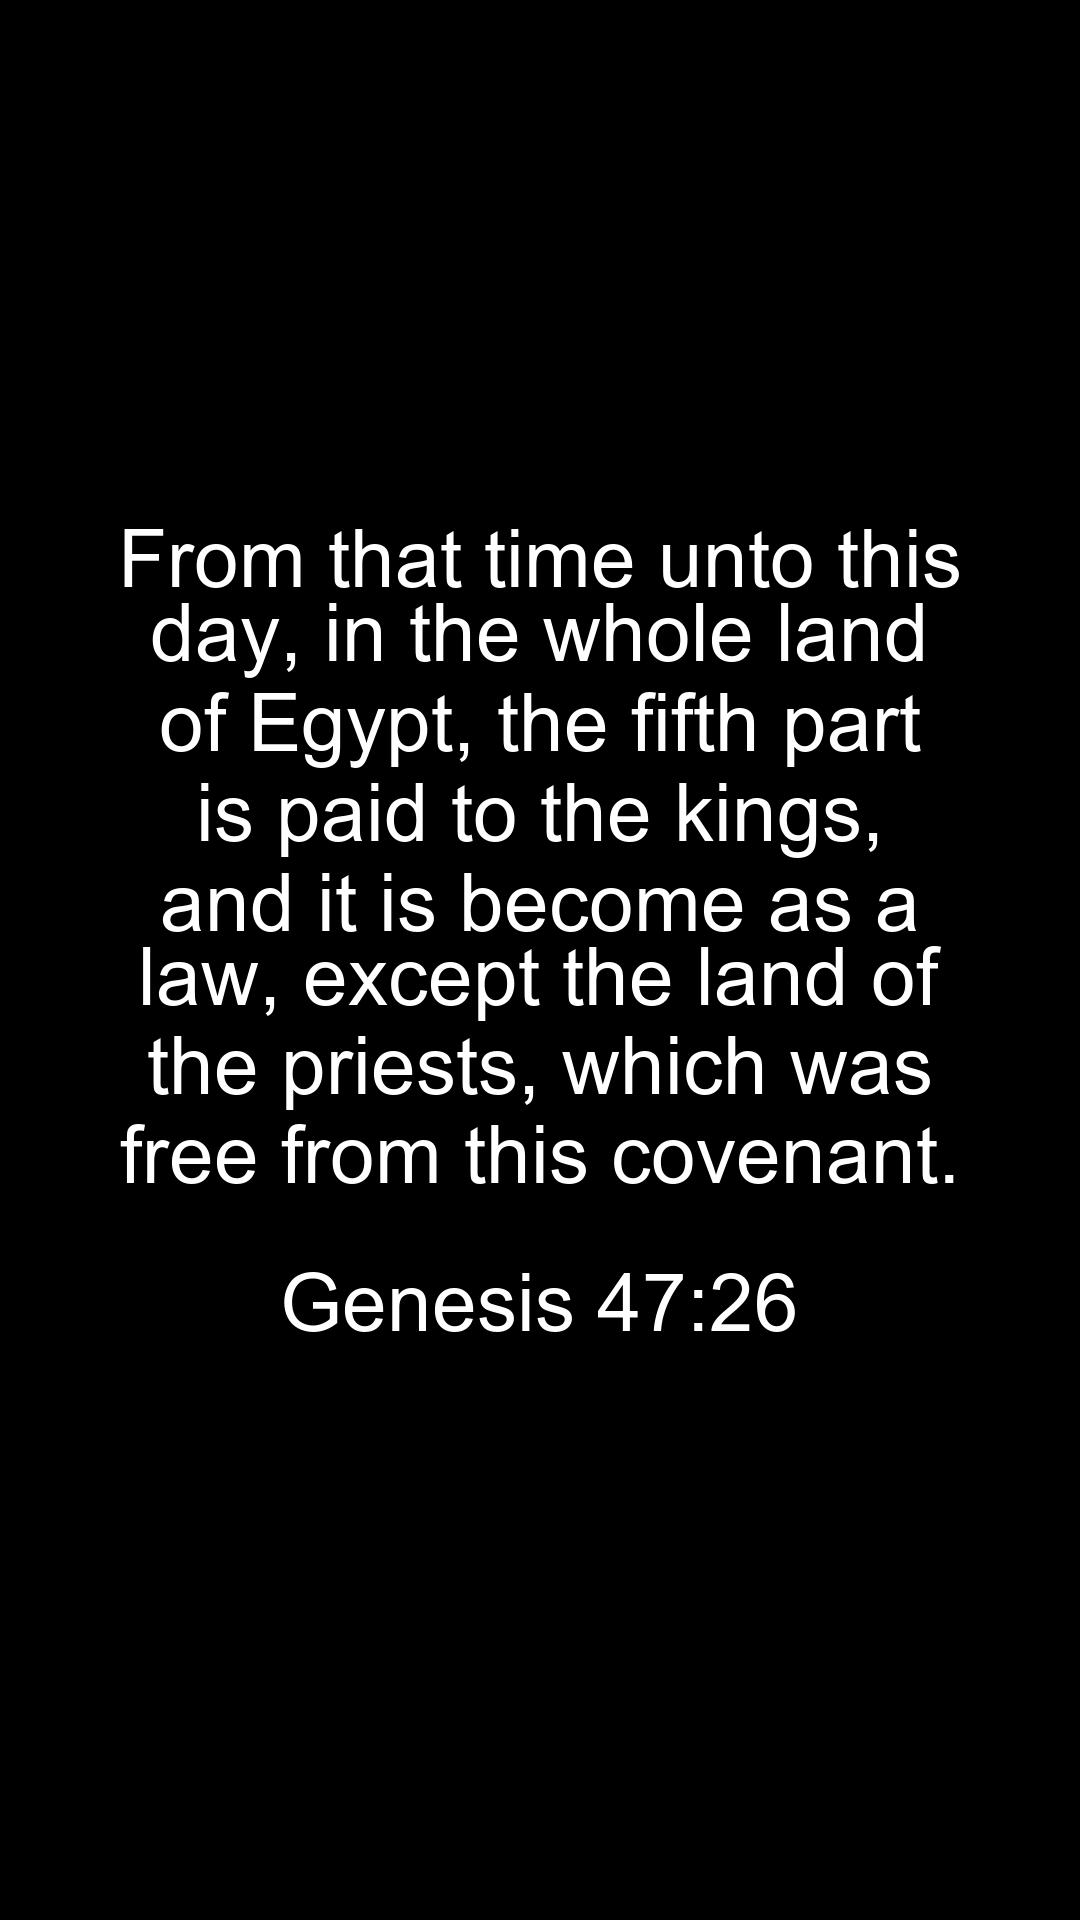 From that time unto this
day, in the whole land
of Egypt, the fifth part
is paid to the kings,
and it is become as a
law, except the land of
the priests, which was
free from this covenant.
Genesis 47:26